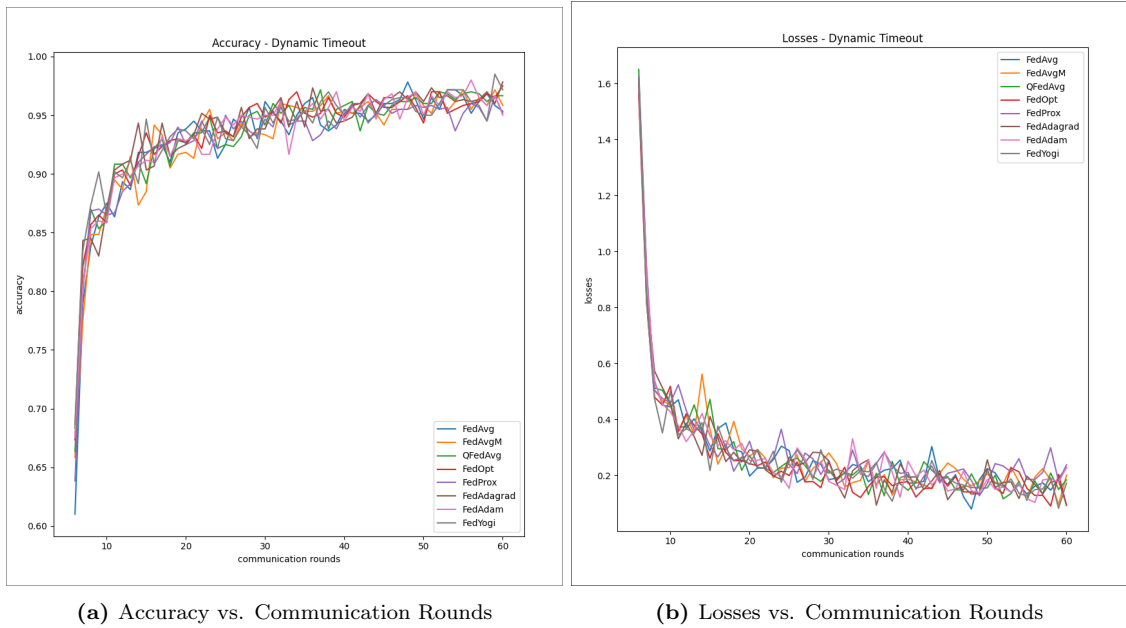 Accuracy - Dynamic Timeout
1.00
0.95
0.90
0.85
0.80
0.75
0.70
0.65
0.60
accuracy
10
20
30
40
50
60
communication rounds
FedAvg
FedAvgM
QFedAvg
FedOpt
FedProx
FedAdagrad
FedAdam
FedYogi
(a) Accuracy vs. Communication Rounds
Losses - Dynamic Timeout
1.6
1.4
1.2
1.0
0.8
0.6
0.4
0.2
losses
10
20
30
40
50
60
communication rounds
FedAvg
FedAvgM
QFedAvg
FedOpt
FedProx
FedAdagrad
FedAdam
FedYogi
(b) Losses vs. Communication Rounds